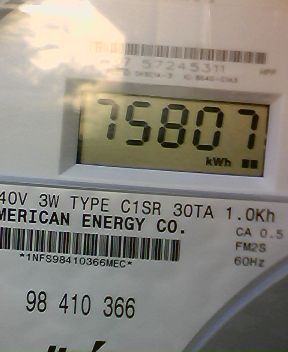 57245311
75807
kWh
40V 3W TYPE C1SR 30TA 1.0Kh
MERICAN ENERGY CO.
CA 0.5
FM2S
*1NFS98410366MEC*
60Hz
98 410 366